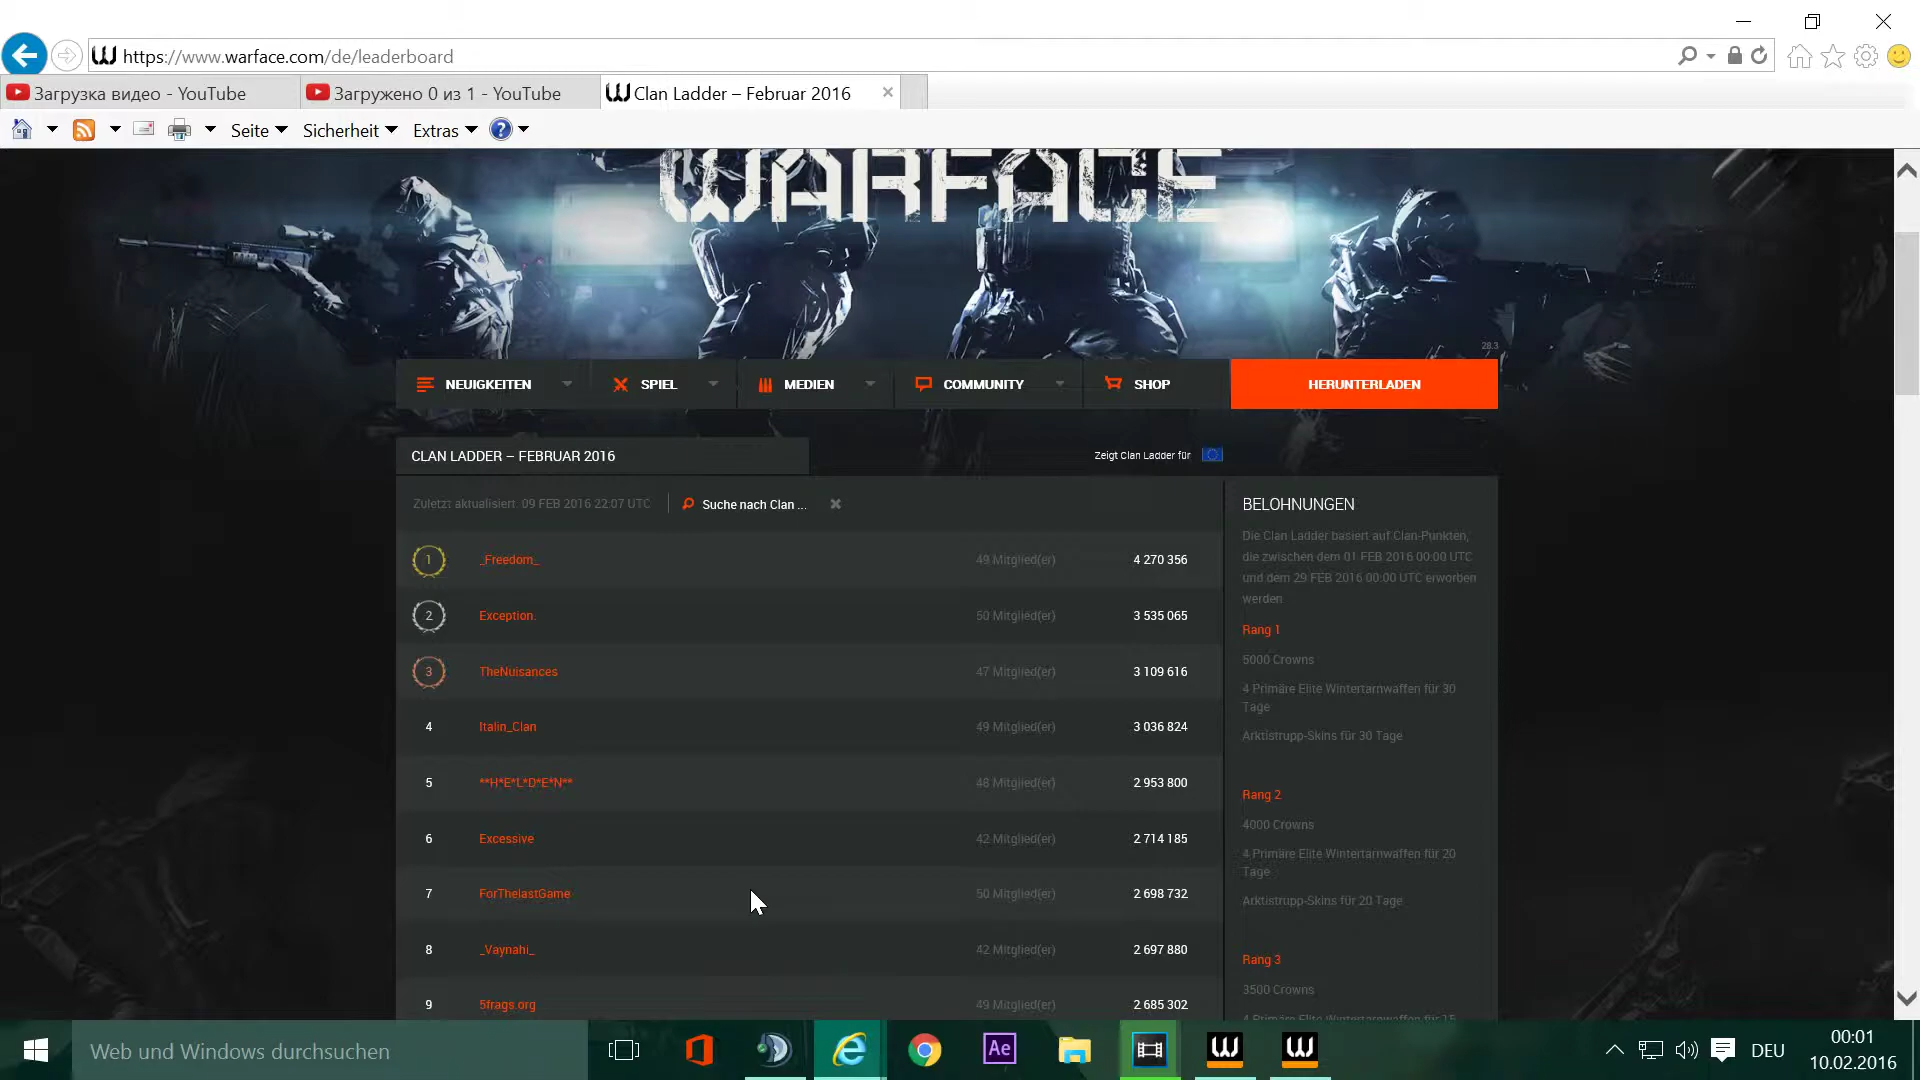 https://www.warface.com/de/leaderboard
Загрузка видео - YouTube
Загружено 0 из 1 - YouTube
Clan Ladder – Februar 2016
Seite
Sicherheit
Extras
WARFACE
28.3
NEUIGKEITEN
SPIEL
MEDIEN
COMMUNITY
SHOP
HERUNTERLADEN
CLAN LADDER – FEBRUAR 2016
Zeigt Clan Ladder für
Zuletzt aktualisiert 09 FEB 2016 22:07 UTC
Suche nach Clan ...
1 _Freedom_ 49 Mitglied(er) 4 270 356
2 Exception. 50 Mitglied(er) 3 535 065
3 TheNuisances 47 Mitglied(er) 3 109 616
4 Italin_Clan 49 Mitglied(er) 3 036 824
5 **H*E*L*D*E*N** 48 Mitglied(er) 2 953 800
6 Excessive 42 Mitglied(er) 2 714 185
7 ForThelastGame 50 Mitglied(er) 2 698 732
8 _Vaynahi_ 42 Mitglied(er) 2 697 880
9 5frags.org 49 Mitglied(er) 2 685 302
BELOHNUNGEN
Die Clan Ladder basiert auf Clan-Punkten,
die zwischen dem 01 FEB 2016 00:00 UTC
und dem 29 FEB 2016 00:00 UTC erworben
werden
Rang 1
5000 Crowns
4 Primäre Elite Wintertarnwaffen für 30
Tage
Arktistrupp-Skins für 30 Tage
Rang 2
4000 Crowns
4 Primäre Elite Wintertarnwaffen für 20
Tage
Arktistrupp-Skins für 20 Tage
Rang 3
3500 Crowns
4 Primäre Elite Wintertarnwaffen für 15
Web und Windows durchsuchen
Ae
DEU
00:01
10.02.2016